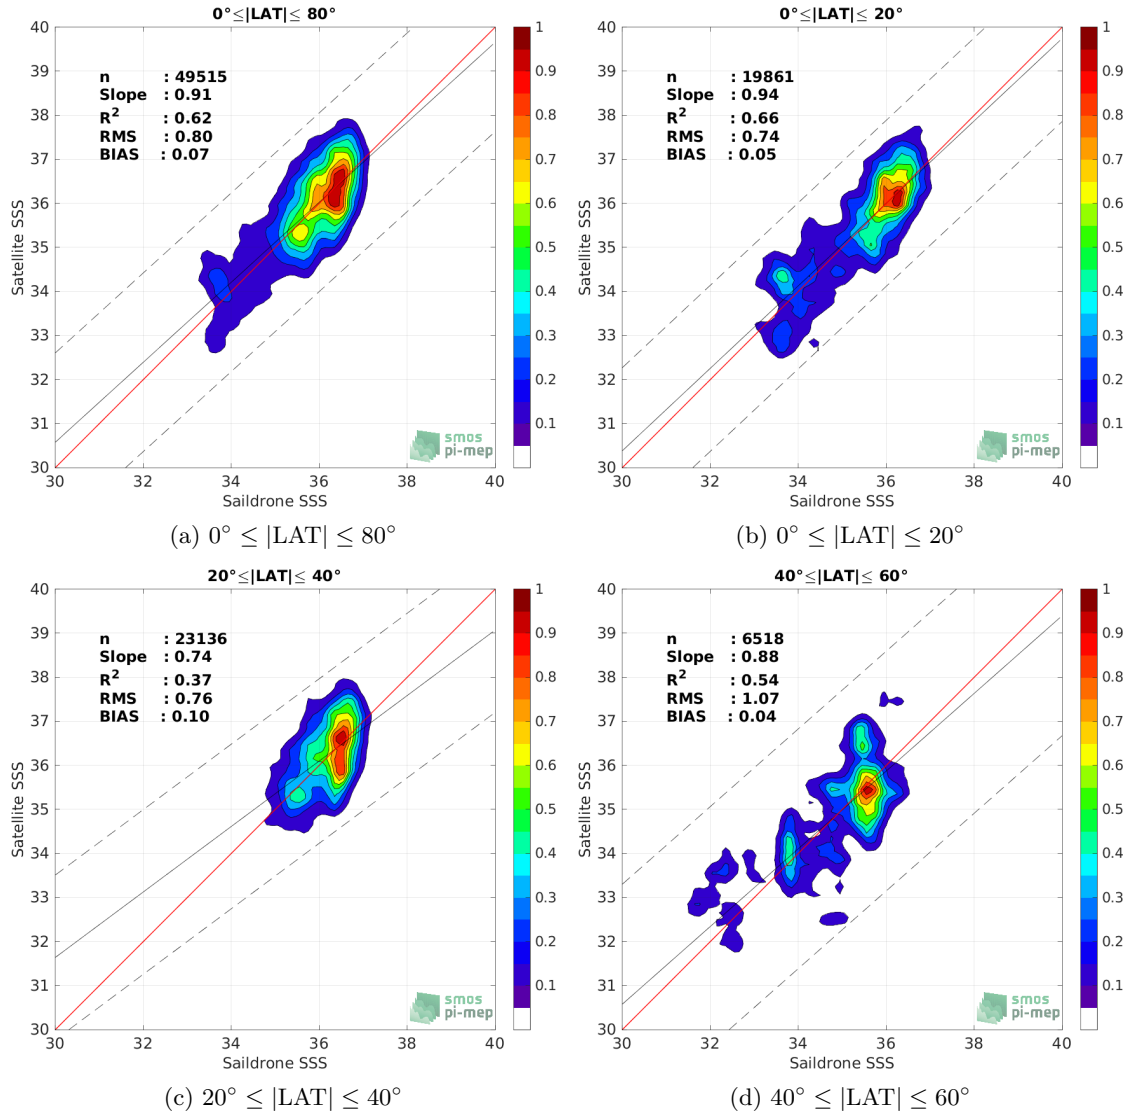 0°≤|LAT|≤ 80°
n : 49515
Slope : 0.91
R² : 0.62
RMS : 0.80
BIAS : 0.07
40
39
38
37
36
35
34
33
32
31
30
Satellite SSS
30 32 34 36 38 40
Saildrone SSS
smos
pi-mep
1
0.9
0.8
0.7
0.6
0.5
0.4
0.3
0.2
0.1
(a) 0° ≤ |LAT| ≤ 80°
0°≤|LAT|≤ 20°
n : 19861
Slope : 0.94
R² : 0.66
RMS : 0.74
BIAS : 0.05
40
39
38
37
36
35
34
33
32
31
30
Satellite SSS
30 32 34 36 38 40
Saildrone SSS
smos
pi-mep
1
0.9
0.8
0.7
0.6
0.5
0.4
0.3
0.2
0.1
(b) 0° ≤ |LAT| ≤ 20°
20°≤|LAT|≤ 40°
n : 23136
Slope : 0.74
R² : 0.37
RMS : 0.76
BIAS : 0.10
40
39
38
37
36
35
34
33
32
31
30
Satellite SSS
30 32 34 36 38 40
Saildrone SSS
smos
pi-mep
1
0.9
0.8
0.7
0.6
0.5
0.4
0.3
0.2
0.1
(c) 20° ≤ |LAT| ≤ 40°
40°≤|LAT|≤ 60°
n : 6518
Slope : 0.88
R² : 0.54
RMS : 1.07
BIAS : 0.04
40
39
38
37
36
35
34
33
32
31
30
Satellite SSS
30 32 34 36 38 40
Saildrone SSS
smos
pi-mep
1
0.9
0.8
0.7
0.6
0.5
0.4
0.3
0.2
0.1
(d) 40° ≤ |LAT| ≤ 60°